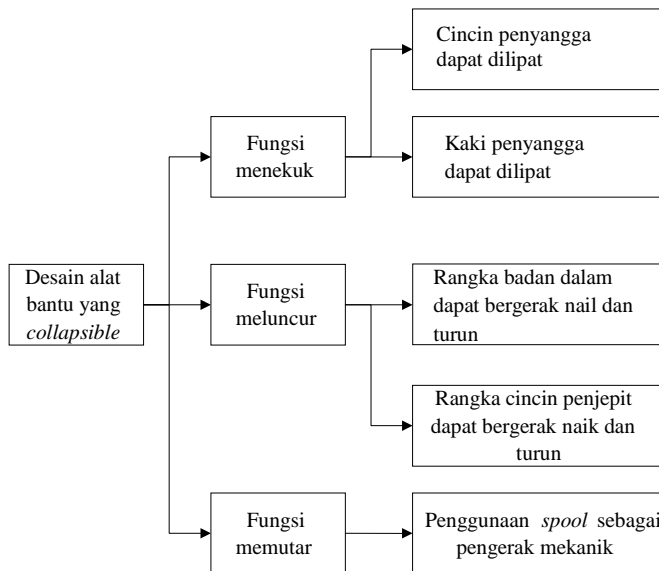 Cincin penyangga
dapat dilipat
Fungsi
menekuk
Kaki penyangga
dapat dilipat
Desain alat
bantu yang
collapsible
Fungsi
meluncur
Rangka badan dalam
dapat bergerak nail dan
turun
Rangka cincin penjepit
dapat bergerak naik dan
turun
Fungsi
memutar
Penggunaan spool sebagai
pengerak mekanik